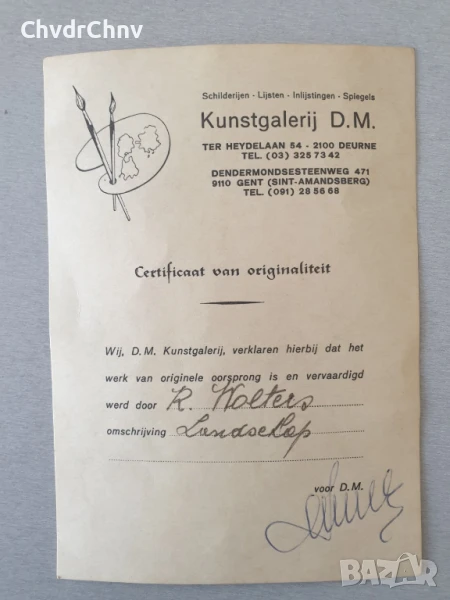 ChvdrChnv
Schilderijen - Lijsten - Inlijstingen - Spiegels
Kunstgalerij D.M.
TER HEYDELAAN 54 - 2100 DEURNE
TEL. (03) 325 73 42
DENDERMONDSESTEENWEG 471
9110 GENT (SINT-AMANDSBERG)
TEL. (091) 28 56 68
Certificaat van originaliteit
Wij, D.M. Kunstgalerij, verklaren hierbij dat het
werk van originele oorsprong is en vervaardigd
werd door R. Wolters
omschrijving Landschap
voor D.M.
BAZAR